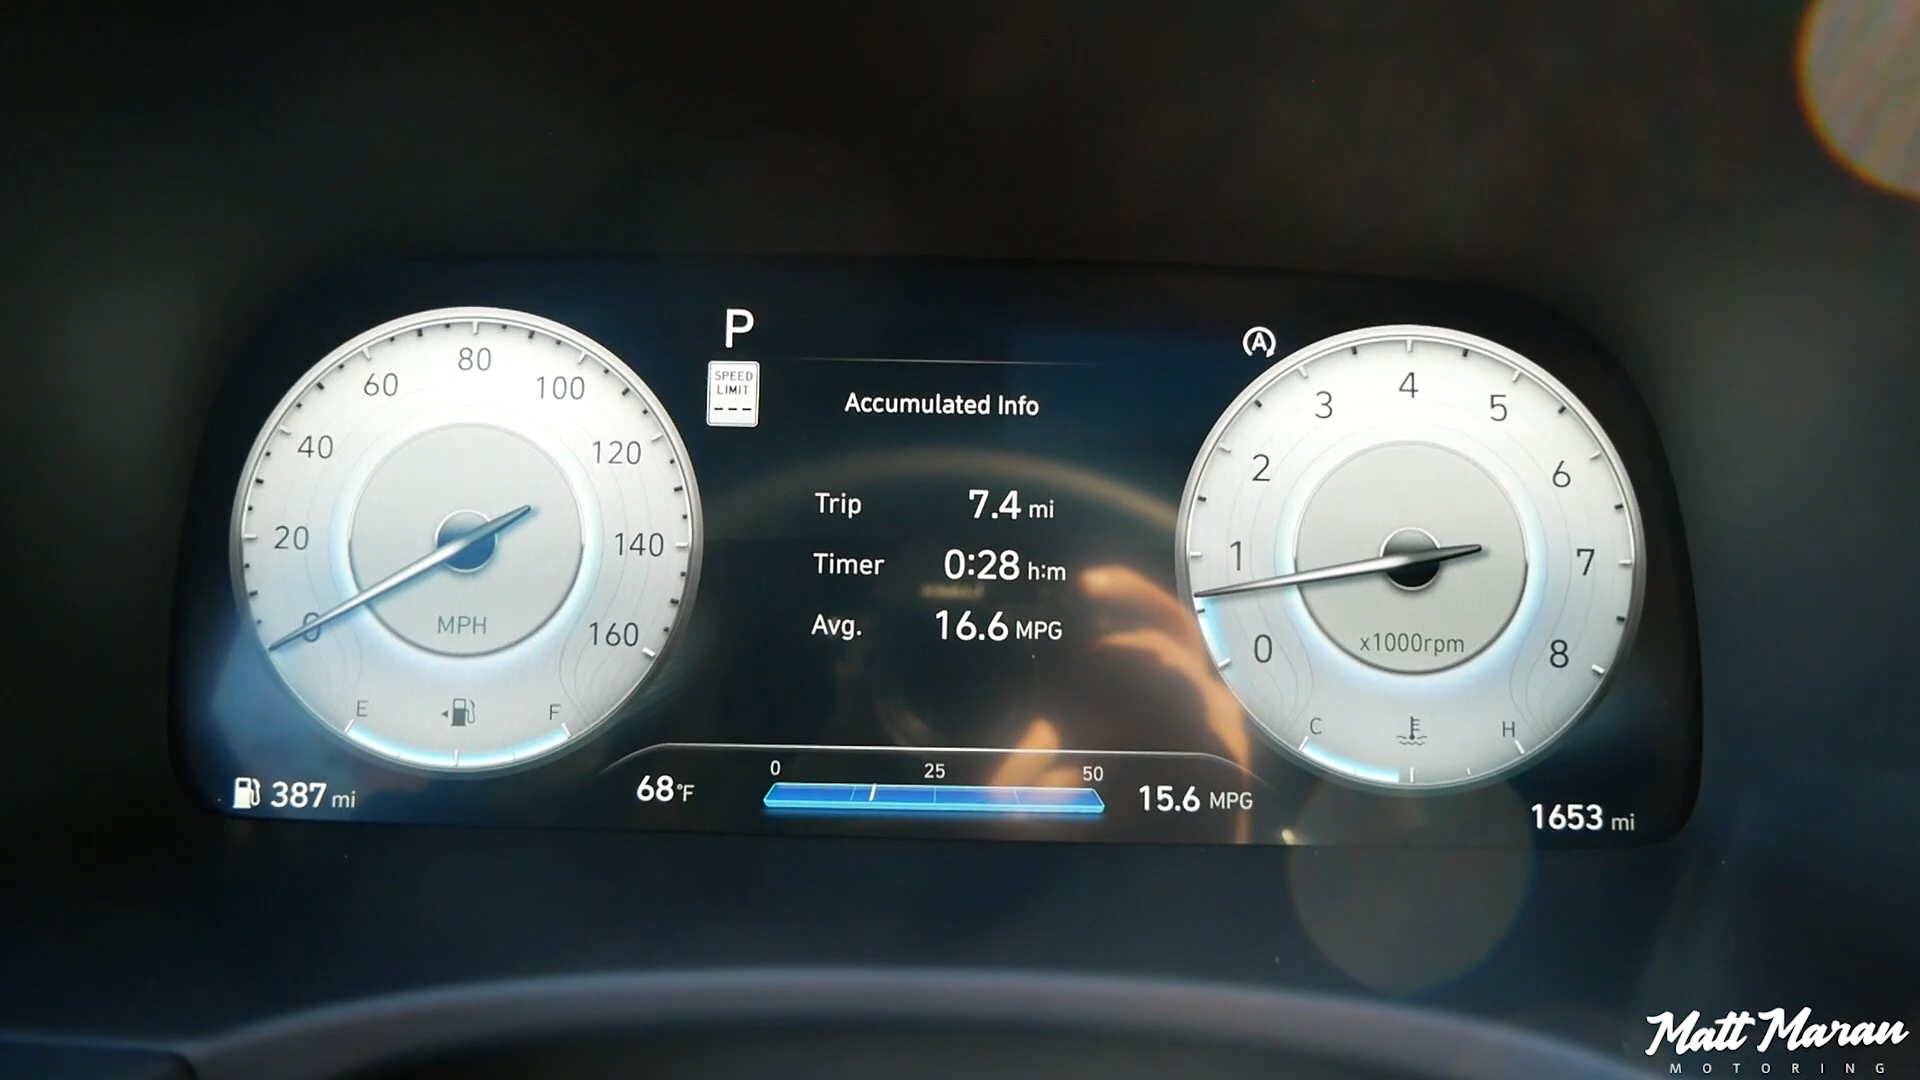 P
SPEED
LIMIT
---
Accumulated Info
Trip 7.4 mi
Timer 0:28 h:m
Avg. 16.6 MPG
0 20 40 60 80 100 120 140 160
MPH
E F
387 mi
A
0 1 2 3 4 5 6 7 8
x1000rpm
C H
68°F
0 25 50
15.6 MPG
1653 mi
Matt Maran
MOTORING